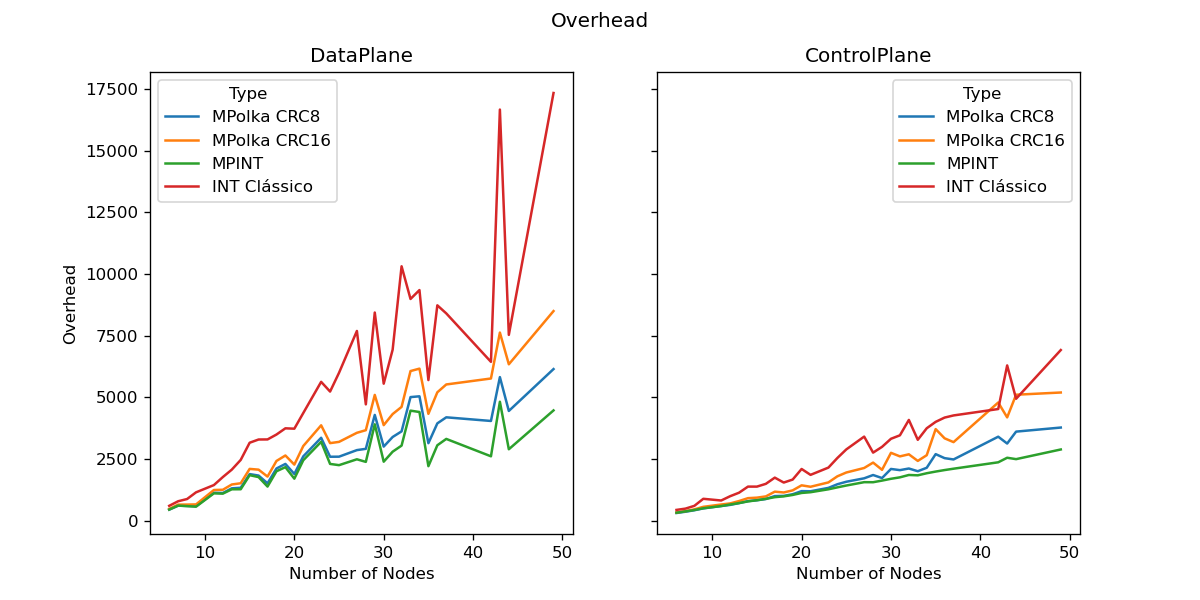 Overhead
DataPlane
Type
MPolka CRC8
MPolka CRC16
MPINT
INT Clássico
17500
15000
12500
10000
7500
5000
2500
0
Overhead
10 20 30 40 50
Number of Nodes
ControlPlane
Type
MPolka CRC8
MPolka CRC16
MPINT
INT Clássico
10 20 30 40 50
Number of Nodes